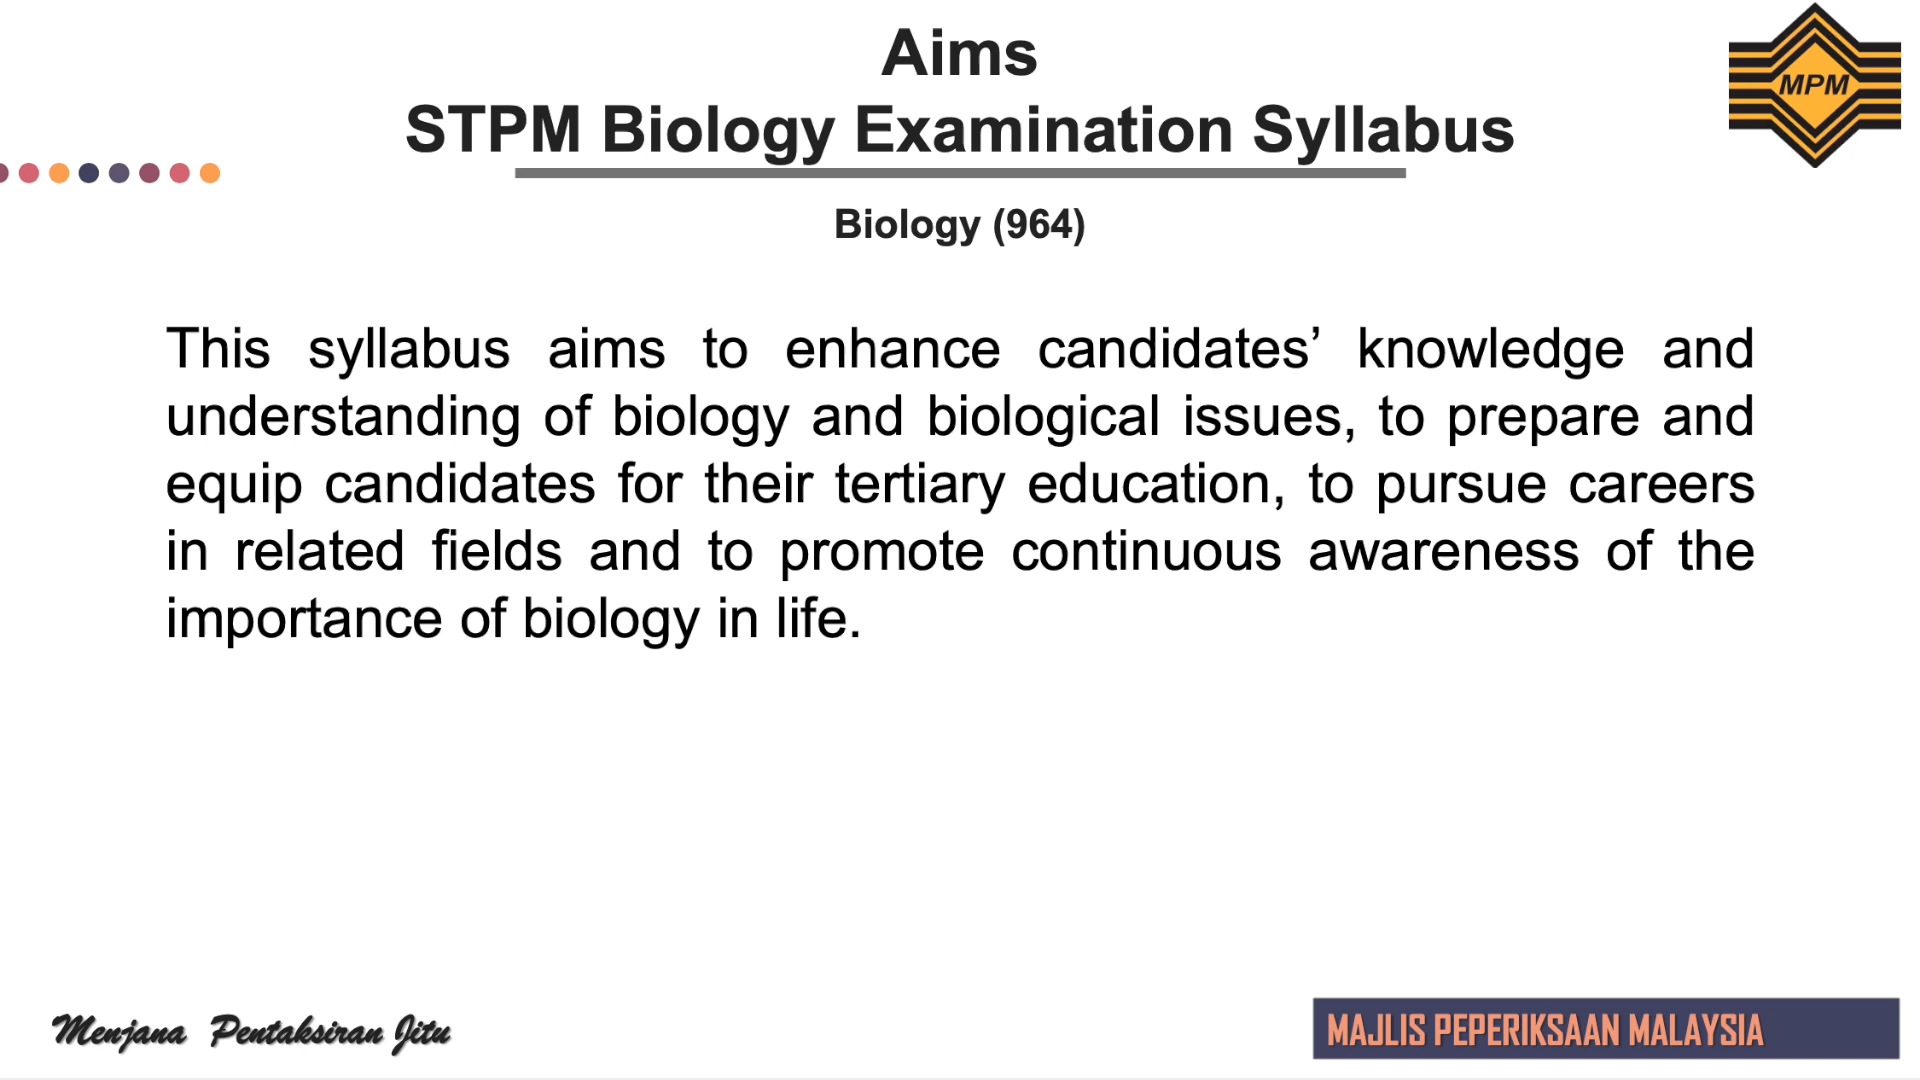 Aims
STPM Biology Examination Syllabus
MPM
Biology (964)
This syllabus aims to enhance candidates’ knowledge and
understanding of biology and biological issues, to prepare and
equip candidates for their tertiary education, to pursue careers
in related fields and to promote continuous awareness of the
importance of biology in life.
Menjana Pentaksiran Jitu
MAJLIS PEPERIKSAAN MALAYSIA